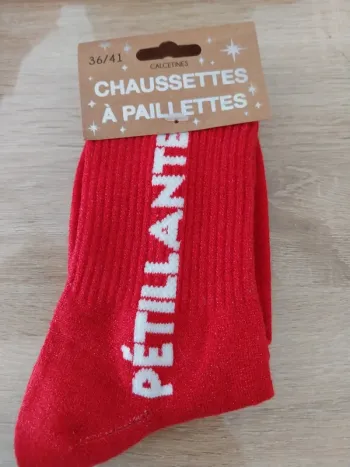 36/41
CALCETINES
CHAUSSETTES
À PAILLETTES
PÉTILLANTE